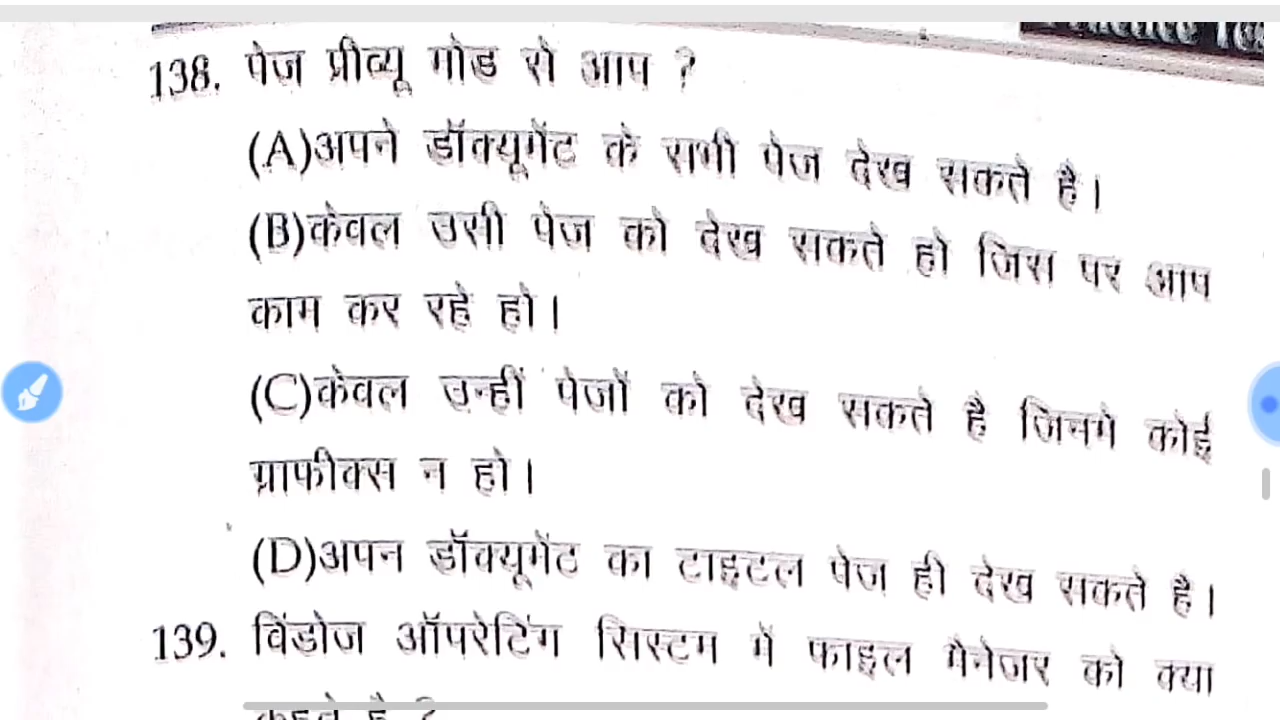 138. पेज प्रीव्यू मोड से आप ?
(A)अपने डॉक्यूमेंट के सभी पेज देख सकते है।
(B)केवल उसी पेज को देख सकते हो जिस पर आप
काम कर रहे हो।
(C)केवल उन्हीं पेजों को देख सकते है जिनमे कोई
ग्राफीक्स न हो।
(D)अपन डॉक्यूमेंट का टाइटल पेज ही देख सकते है।
139. विंडोज ऑपरेटिंग सिस्टम में फाइल मैनेजर को क्या
कहते है ?